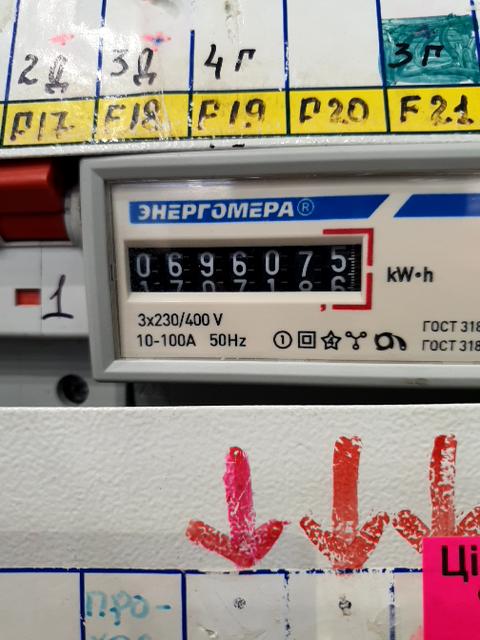 2Д 3Д 4Г 3Г
F17 F18 F19 F20 F21
ЭНЕРГОМЕРА®
0696075
kW•h
1
3x230/400 V
10-100A 50Hz
ГОСТ 318
ГОСТ 318
Ці